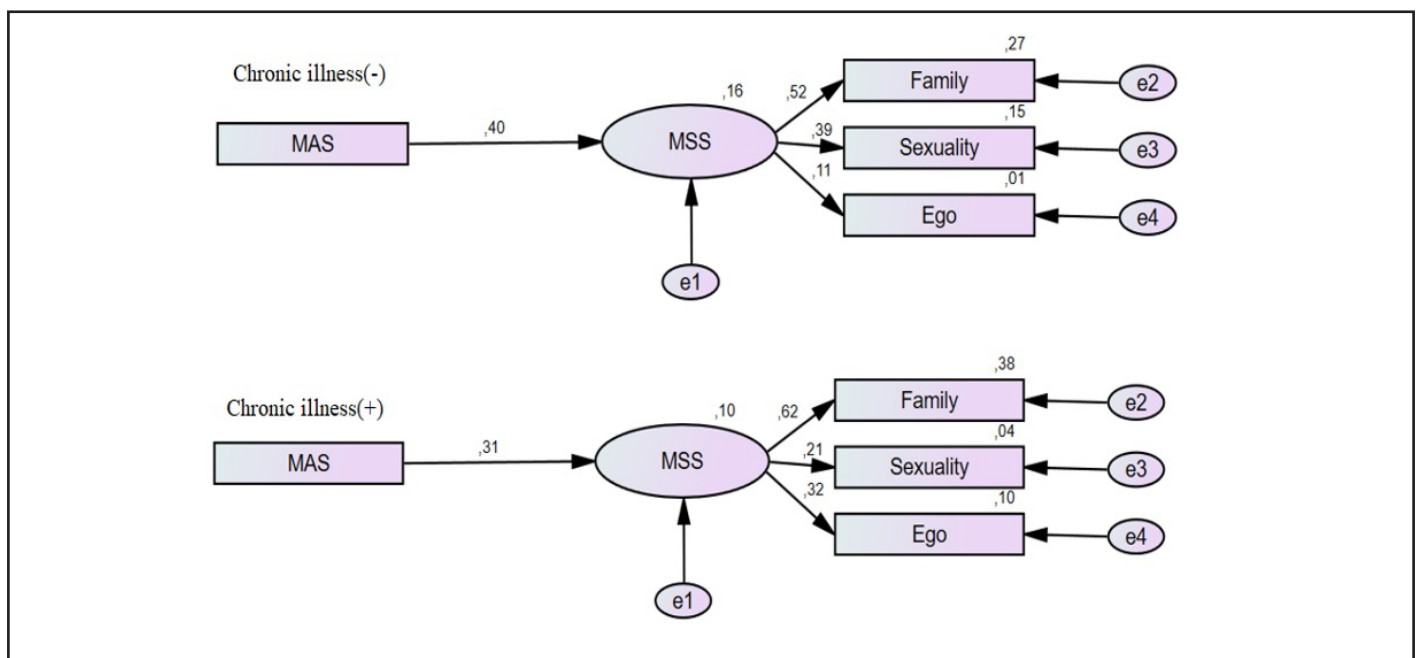 Chronic illness(-)
MAS
,40
,16
MSS
e1
,52
,39
,11
,27
Family
e2
,15
Sexuality
e3
,01
Ego
e4
Chronic illness(+)
MAS
,31
,10
MSS
e1
,62
,21
,32
,38
Family
e2
,04
Sexuality
e3
,10
Ego
e4